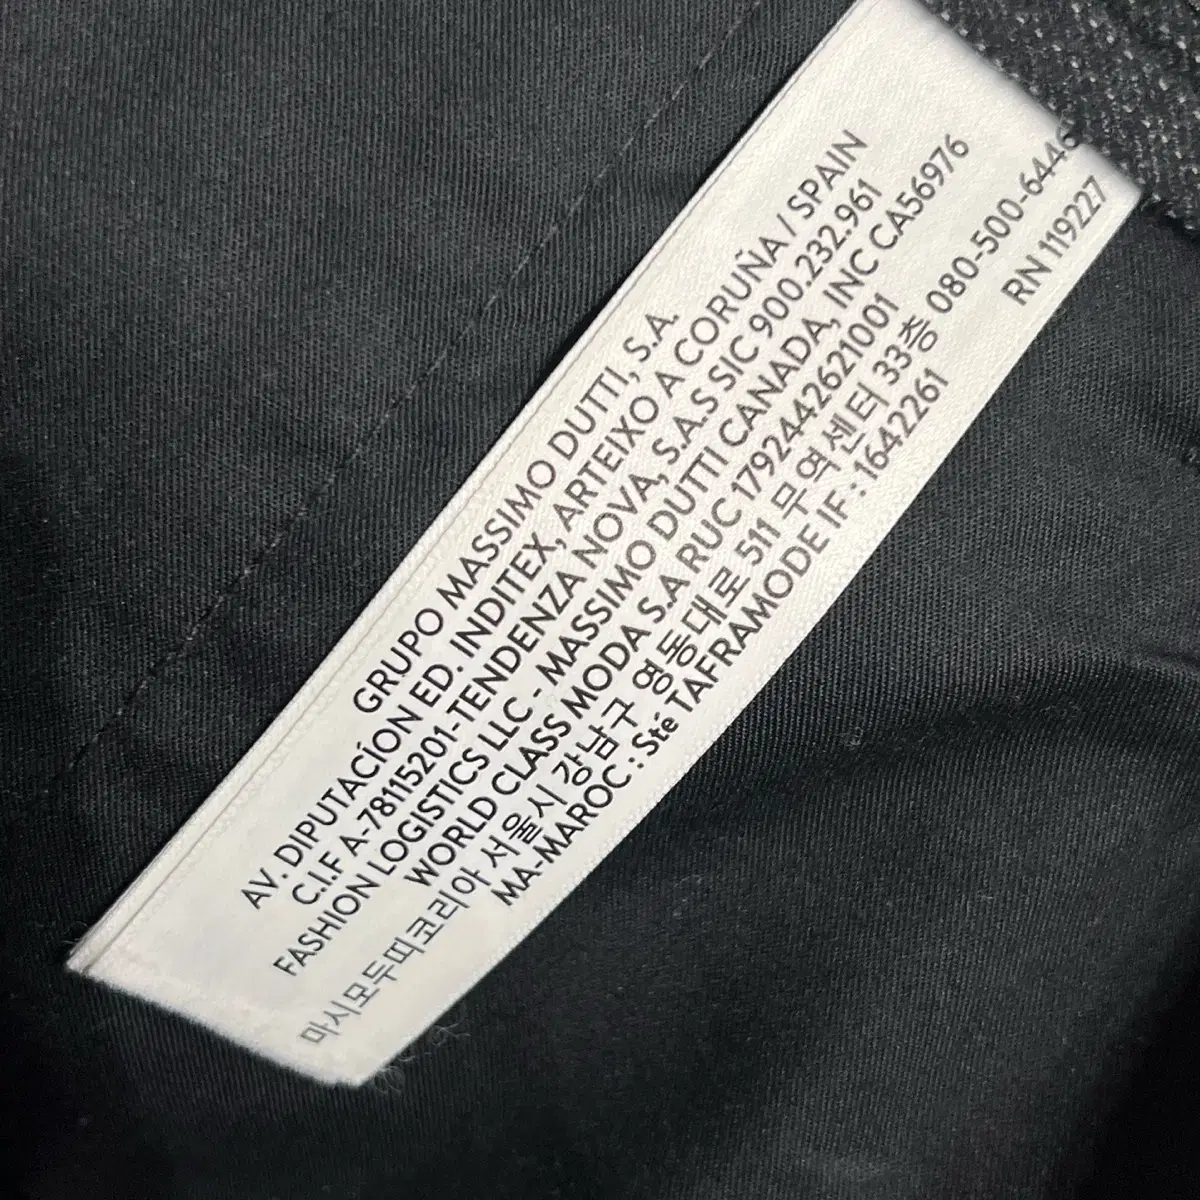 GRUPO MASSIMO DUTTI, S.A.
AV. DIPUTACÍON ED. INDITEX, ARTEIXO A CORUÑA / SPAIN
C.I.F A-78115201-TENDENZA NOVA, S.A.S SIC 900.232.961
FASHION LOGISTICS LLC - MASSIMO DUTTI CANADA, INC CA56976
WORLD CLASS MODA S.A RUC 1792442621001
마시모두띠코리아 서울시 강남구 영동대로 511 무역센터 33층 080-500-6446
MA-MAROC : Sté TAFRAMODE IF : 1642261
RN 119227